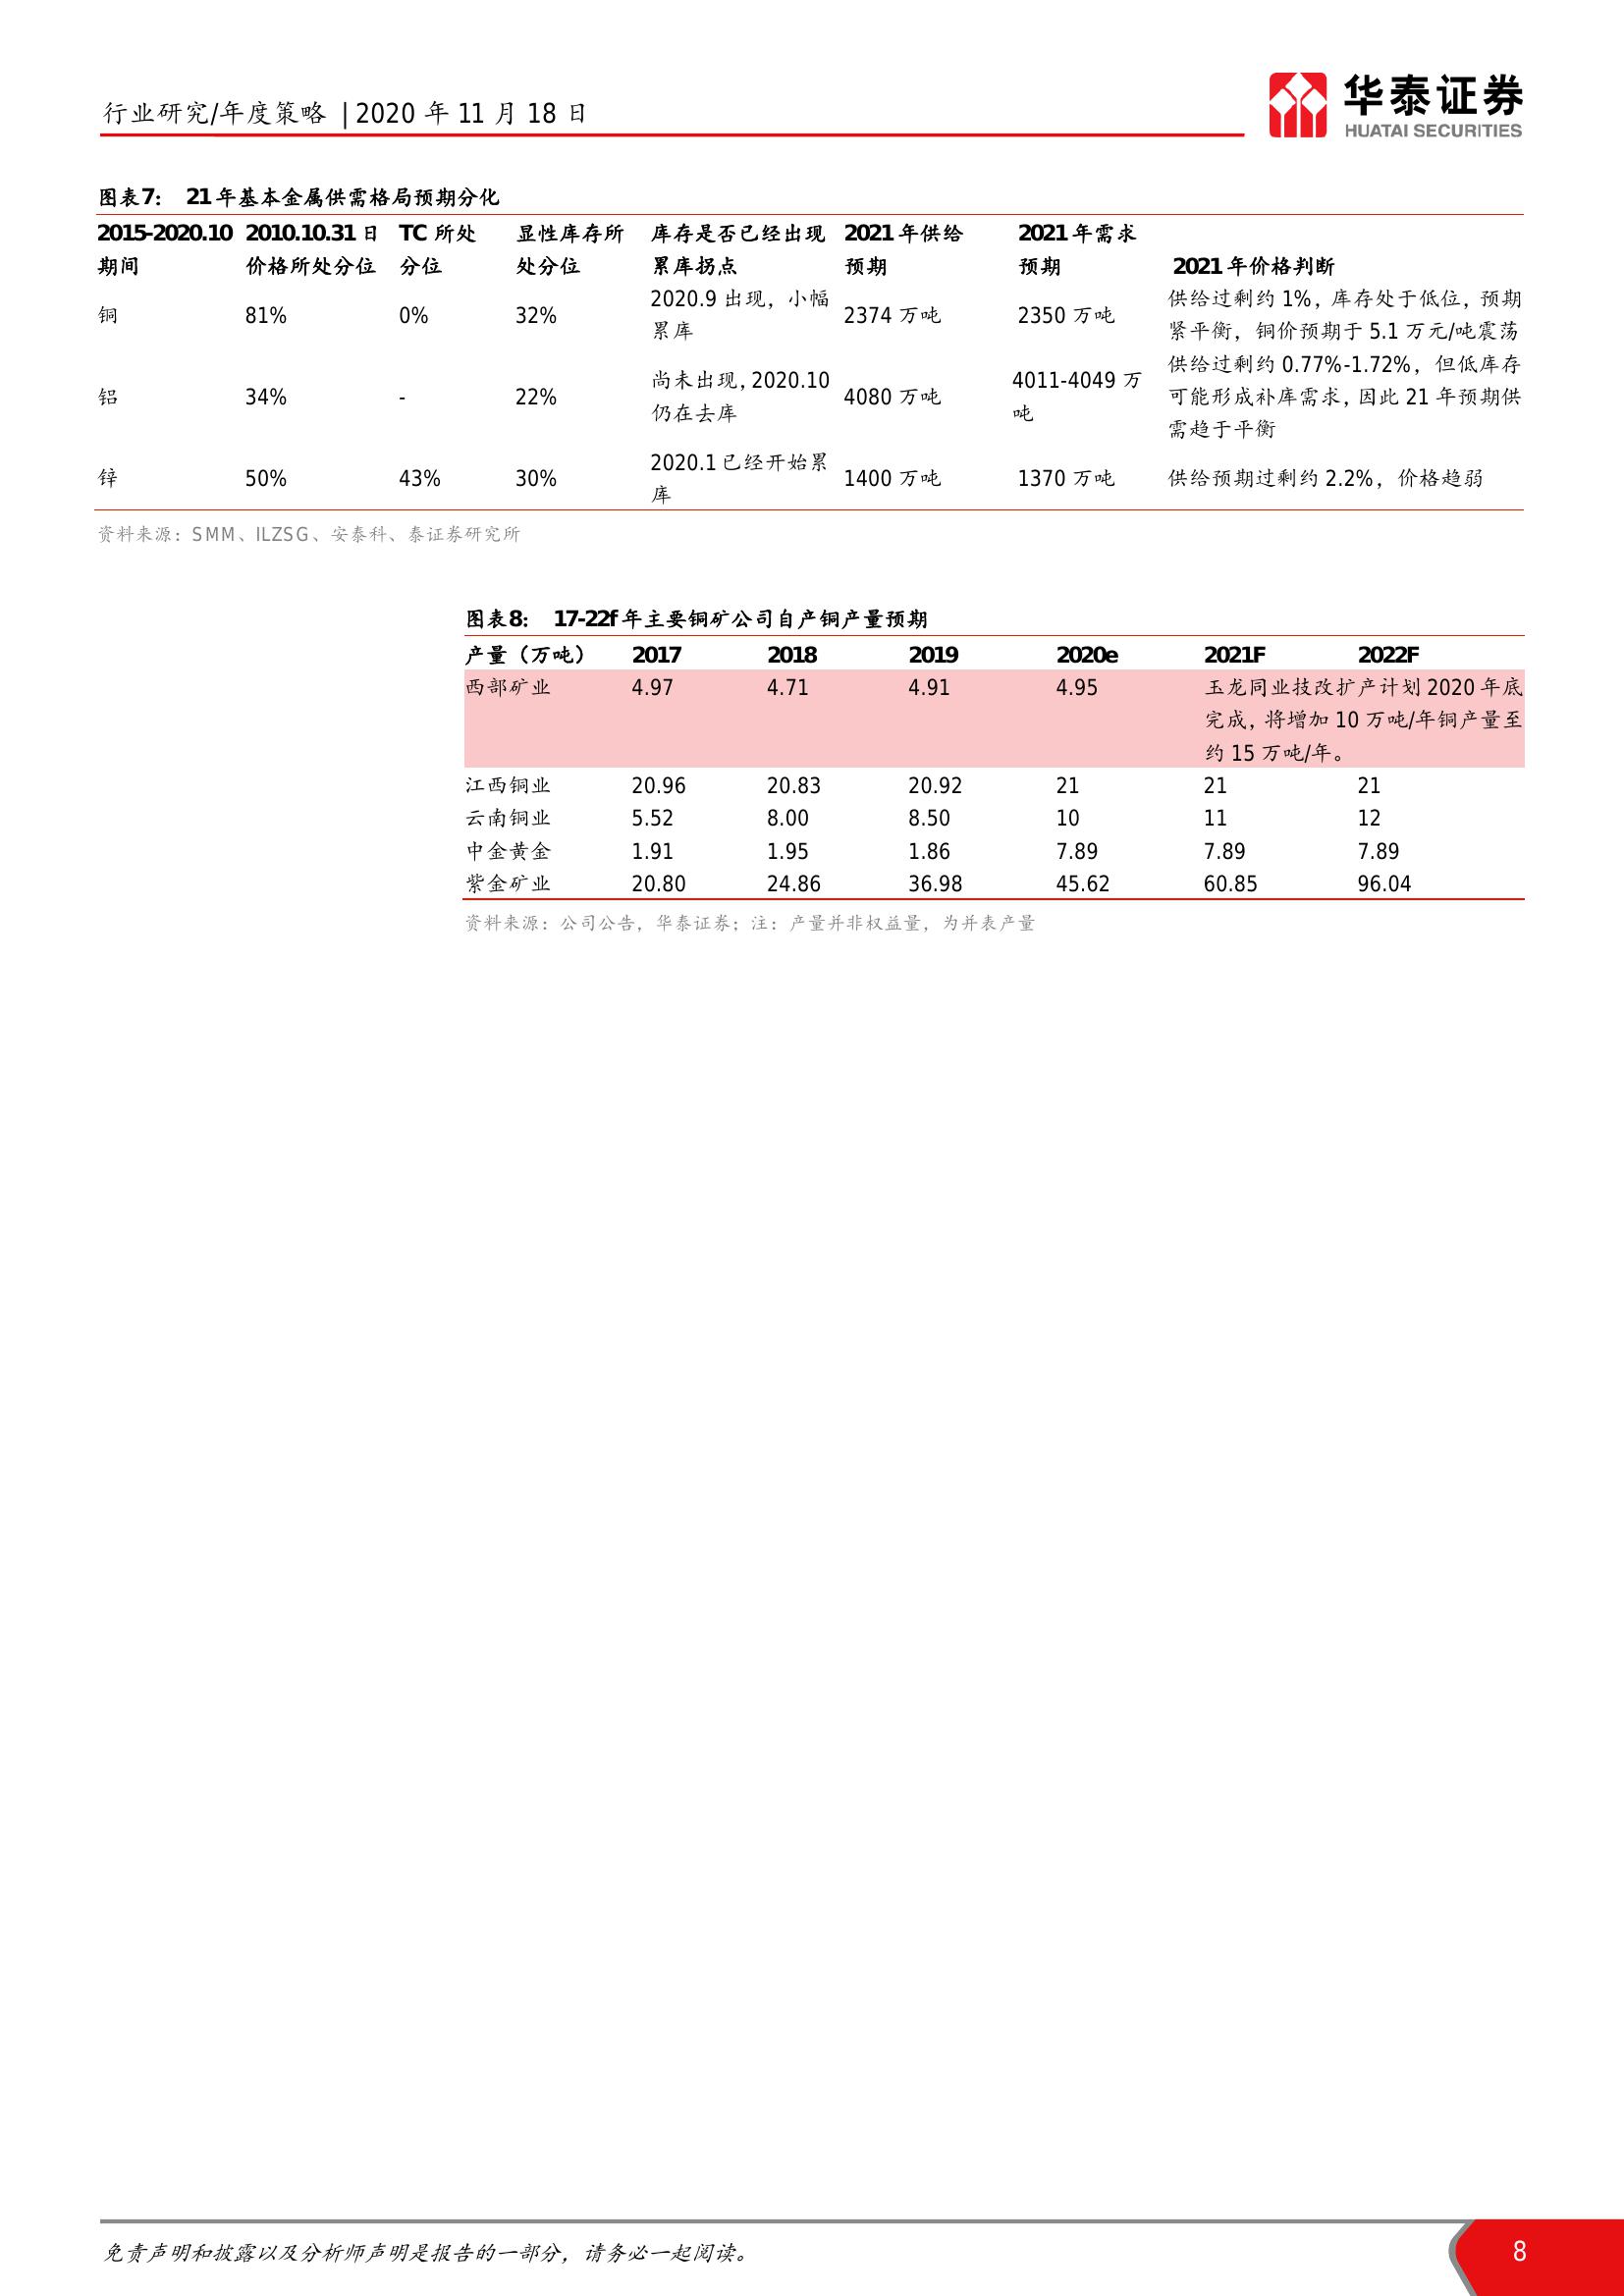 行业研究/年度策略 | 2020 年 11 月 18 日
华泰证券
HUATAI SECURITIES
图表7： 21 年基本金属供需格局预期分化
2015-2020.10 期间 2010.10.31 日价格所处分位 TC 所处分位 显性库存所处分位 库存是否已经出现累库拐点 2021 年供给预期 2021 年需求预期 2021 年价格判断
铜 81% 0% 32% 2020.9 出现，小幅累库 2374 万吨 2350 万吨 供给过剩约 1%，库存处于低位，预期紧平衡，铜价预期于 5.1 万元/吨震荡
铝 34% - 22% 尚未出现，2020.10 仍在去库 4080 万吨 4011-4049 万吨 供给过剩约 0.77%-1.72%，但低库存可能形成补库需求，因此 21 年预期供需趋于平衡
锌 50% 43% 30% 2020.1 已经开始累库 1400 万吨 1370 万吨 供给预期过剩约 2.2%，价格趋弱
资料来源：SMM、ILZSG、安泰科、泰证券研究所
图表8： 17-22f 年主要铜矿公司自产铜产量预期
产量（万吨） 2017 2018 2019 2020e 2021F 2022F
西部矿业 4.97 4.71 4.91 4.95 玉龙同业技改扩产计划 2020 年底
完成，将增加 10 万吨/年铜产量至
约 15 万吨/年。
江西铜业 20.96 20.83 20.92 21 21 21
云南铜业 5.52 8.00 8.50 10 11 12
中金黄金 1.91 1.95 1.86 7.89 7.89 7.89
紫金矿业 20.80 24.86 36.98 45.62 60.85 96.04
资料来源：公司公告，华泰证券；注：产量并非权益量，为并表产量
免责声明和披露以及分析师声明是报告的一部分，请务必一起阅读。
8